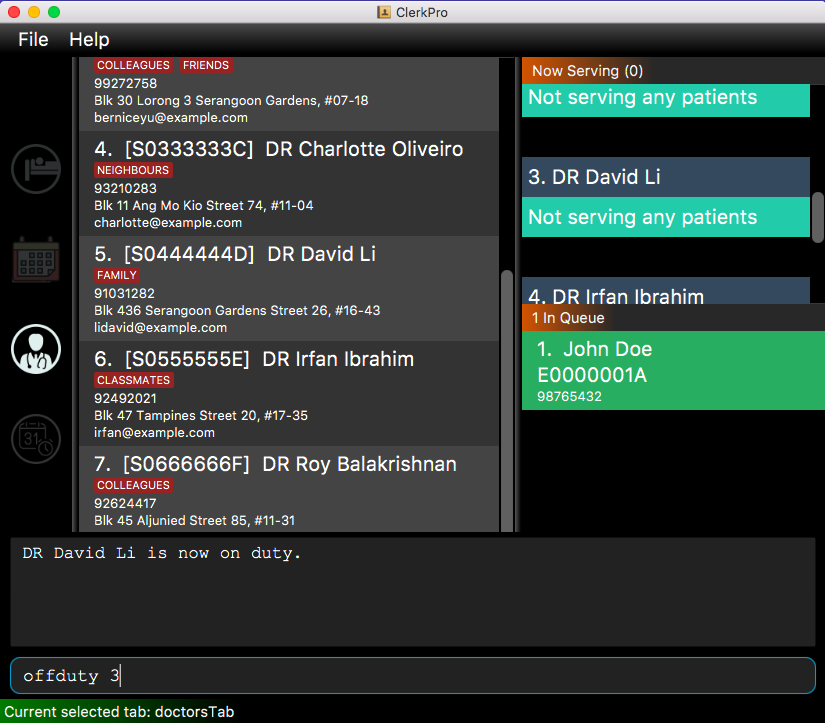 ClerkPro
File Help
COLLEAGUES FRIENDS
99272758
Blk 30 Lorong 3 Serangoon Gardens, #07-18
berniceyu@example.com
4. [S0333333C] DR Charlotte Oliveiro
NEIGHBOURS
93210283
Blk 11 Ang Mo Kio Street 74, #11-04
charlotte@example.com
5. [S0444444D] DR David Li
FAMILY
91031282
Blk 436 Serangoon Gardens Street 26, #16-43
lidavid@example.com
6. [S0555555E] DR Irfan Ibrahim
CLASSMATES
92492021
Blk 47 Tampines Street 20, #17-35
irfan@example.com
7. [S0666666F] DR Roy Balakrishnan
COLLEAGUES
92624417
Blk 45 Aljunied Street 85, #11-31
Now Serving (0)
Not serving any patients
3. DR David Li
Not serving any patients
4. DR Irfan Ibrahim
1 In Queue
1. John Doe
E0000001A
98765432
31
DR David Li is now on duty.
offduty 3
Current selected tab: doctorsTab